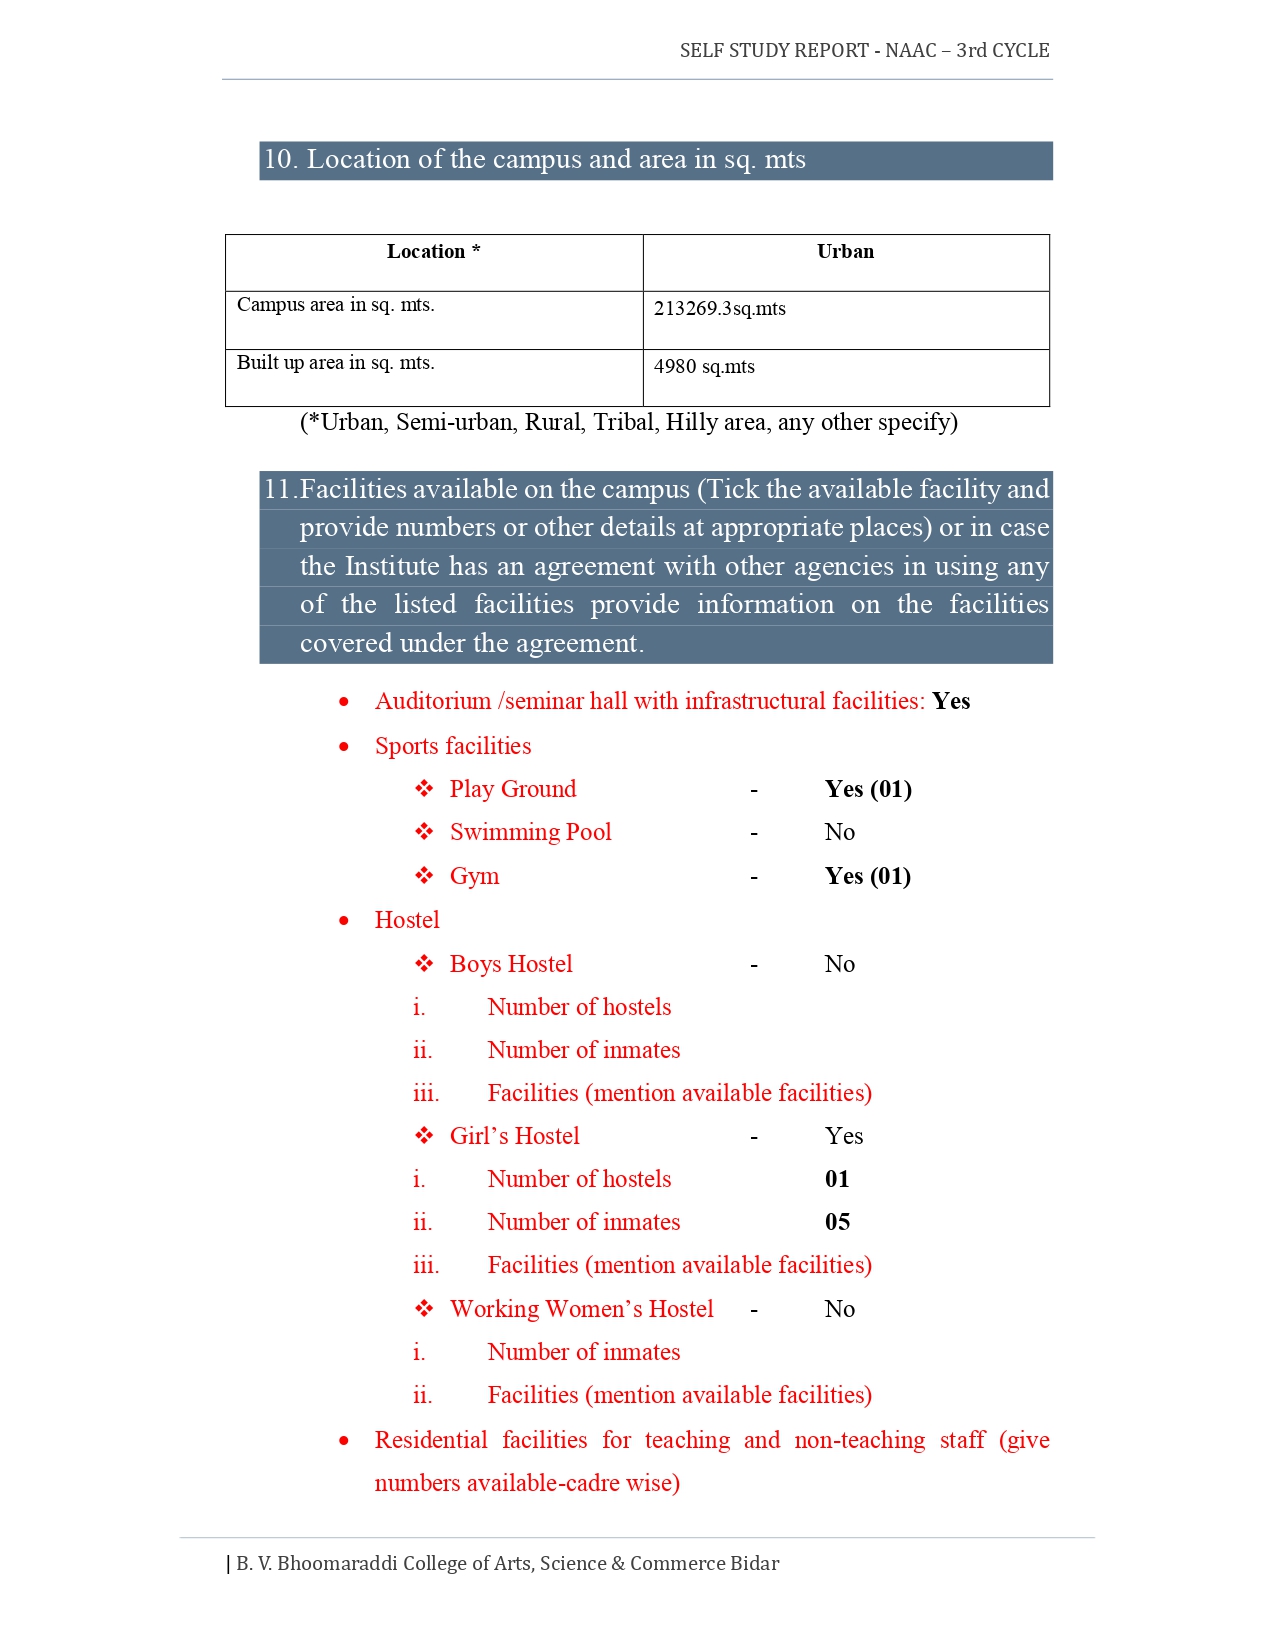 SELF STUDY REPORT - NAAC – 3rd CYCLE
10. Location of the campus and area in sq. mts
Location * Urban
Campus area in sq. mts. 213269.3sq.mts
Built up area in sq. mts. 4980 sq.mts
(*Urban, Semi-urban, Rural, Tribal, Hilly area, any other specify)
11.Facilities available on the campus (Tick the available facility and
provide numbers or other details at appropriate places) or in case
the Institute has an agreement with other agencies in using any
of the listed facilities provide information on the facilities
covered under the agreement.
• Auditorium /seminar hall with infrastructural facilities: Yes
• Sports facilities
❖ Play Ground - Yes (01)
❖ Swimming Pool - No
❖ Gym - Yes (01)
• Hostel
❖ Boys Hostel - No
i. Number of hostels
ii. Number of inmates
iii. Facilities (mention available facilities)
❖ Girl’s Hostel - Yes
i. Number of hostels 01
ii. Number of inmates 05
iii. Facilities (mention available facilities)
❖ Working Women’s Hostel - No
i. Number of inmates
ii. Facilities (mention available facilities)
• Residential facilities for teaching and non-teaching staff (give
numbers available-cadre wise)
| B. V. Bhoomaraddi College of Arts, Science & Commerce Bidar